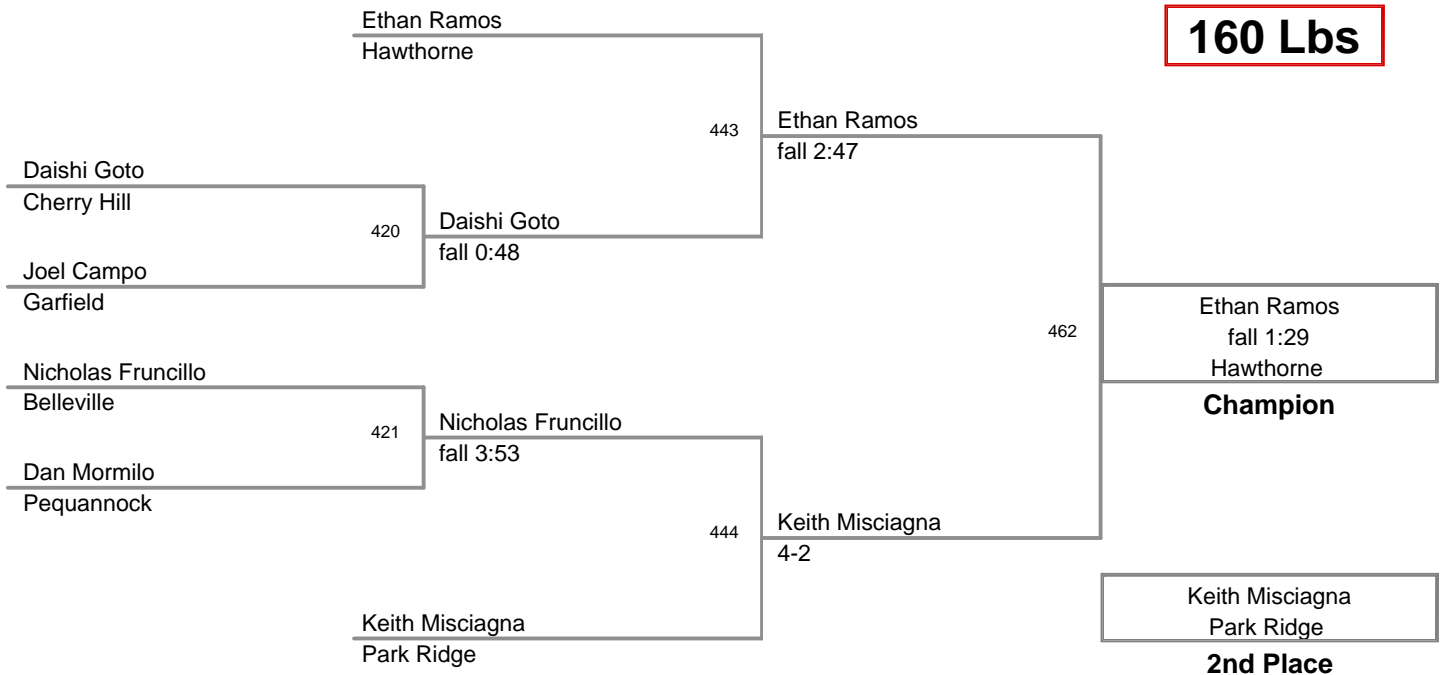 Ethan Ramos
Hawthorne
160 Lbs
443
Ethan Ramos
fall 2:47
Daishi Goto
Cherry Hill
420
Daishi Goto
fall 0:48
Joel Campo
Garfield
462
Ethan Ramos
fall 1:29
Hawthorne
Champion
Nicholas Fruncillo
Belleville
421
Nicholas Fruncillo
fall 3:53
Dan Mormilo
Pequannock
444
Keith Misciagna
4-2
Keith Misciagna
Park Ridge
Keith Misciagna
Park Ridge
2nd Place